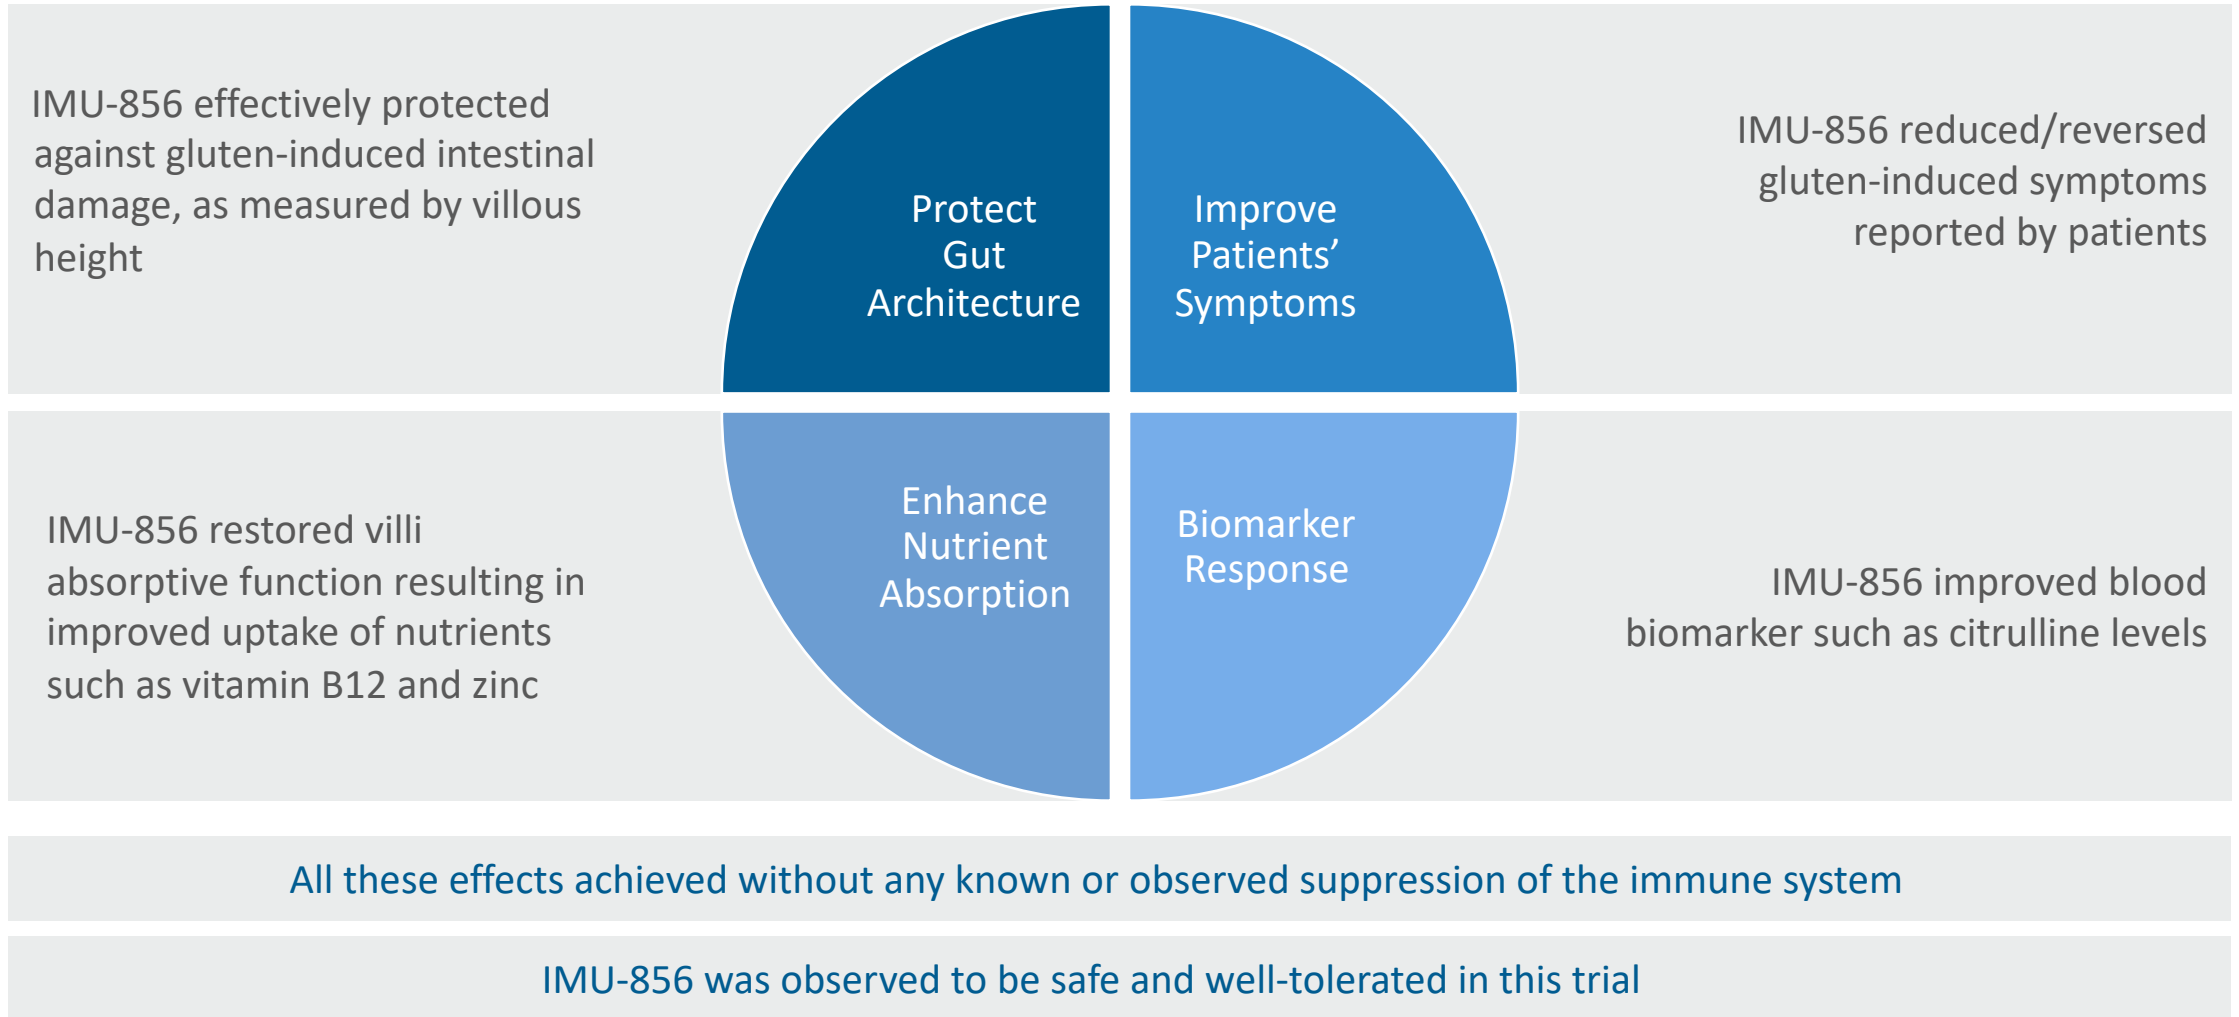 IMU-856 effectively protected
against gluten-induced intestinal
damage, as measured by villous
height
Protect
Gut
Architecture
Improve
Patients’
Symptoms
IMU-856 reduced/reversed
gluten-induced symptoms
reported by patients
IMU-856 restored villi
absorptive function resulting in
improved uptake of nutrients
such as vitamin B12 and zinc
Enhance
Nutrient
Absorption
Biomarker
Response
IMU-856 improved blood
biomarker such as citrulline levels
All these effects achieved without any known or observed suppression of the immune system
IMU-856 was observed to be safe and well-tolerated in this trial